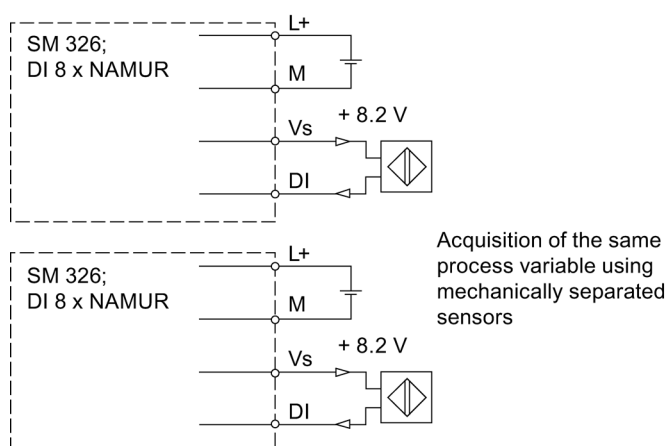 SM 326;
DI 8 x NAMUR
L+
M
Vs
+ 8.2 V
DI
Acquisition of the same
process variable using
mechanically separated
sensors
SM 326;
DI 8 x NAMUR
L+
M
Vs
+ 8.2 V
DI